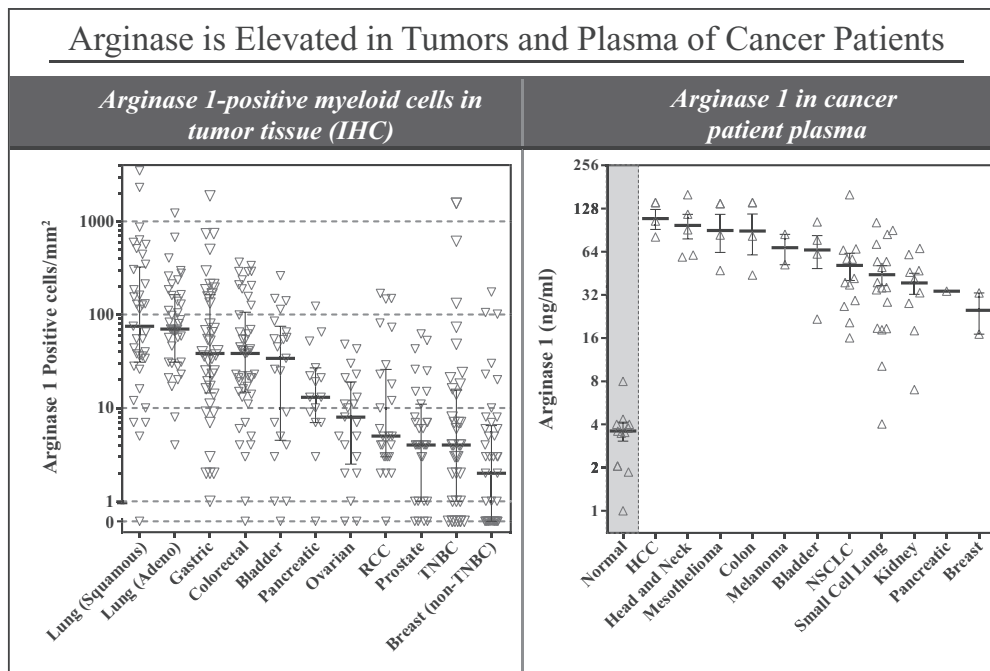 Arginase is Elevated in Tumors and Plasma of Cancer Patients
Arginase 1-positive myeloid cells in
tumor tissue (IHC)
Arginase 1 Positive cells/mm²
1000
100
10
1
0
Lung (Squamous)
Lung (Adeno)
Gastric
Colorectal
Bladder
Pancreatic
Ovarian
RCC
Prostate
TNBC
Breast (non-TNBC)
Arginase 1 in cancer
patient plasma
Arginase 1 (ng/ml)
256
128
64
32
16
8
4
2
1
Normal
HCC
Head and Neck
Mesothelioma
Colon
Melanoma
Bladder
NSCLC
Small Cell Lung
Kidney
Pancreatic
Breast